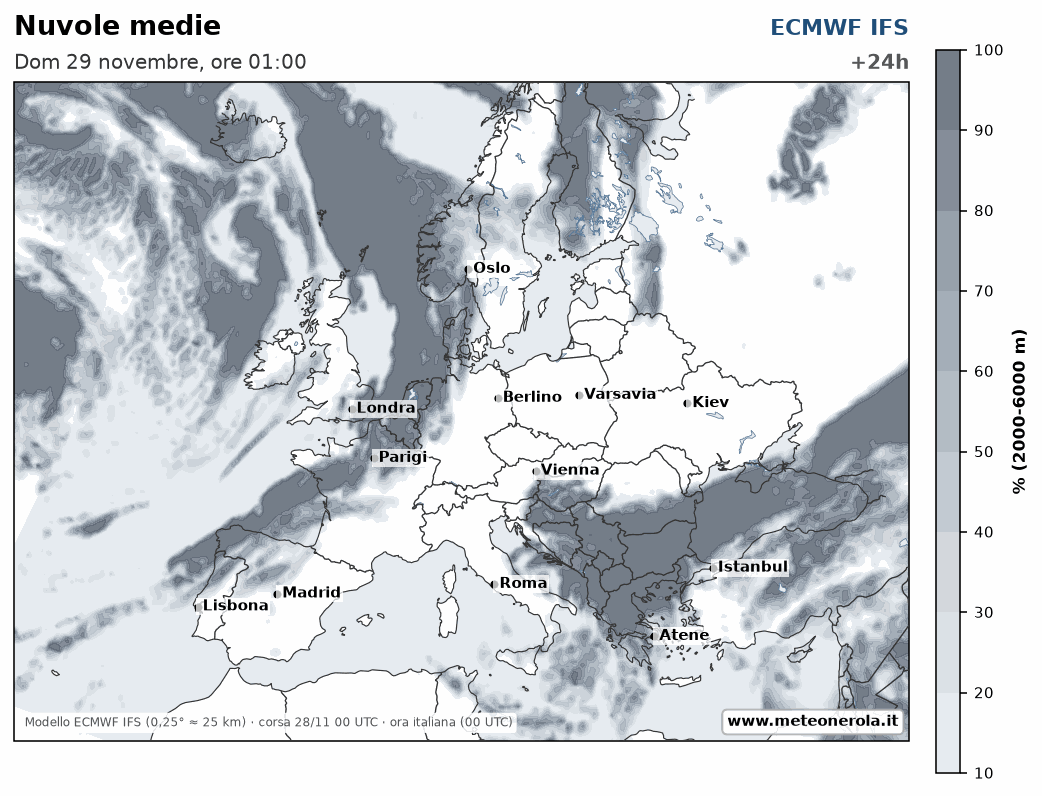 Nuvole medie
ECMWF IFS
Dom 29 novembre, ore 01:00
+24h
100
90
80
70
60
50
40
30
20
10
% (2000-6000 m)
Oslo
Berlino
Varsavia
Kiev
Londra
Parigi
Vienna
Istanbul
Roma
Madrid
Lisbona
Atene
Modello ECMWF IFS (0,25° ≈ 25 km) · corsa 28/11 00 UTC · ora italiana (00 UTC)
www.meteonerola.it